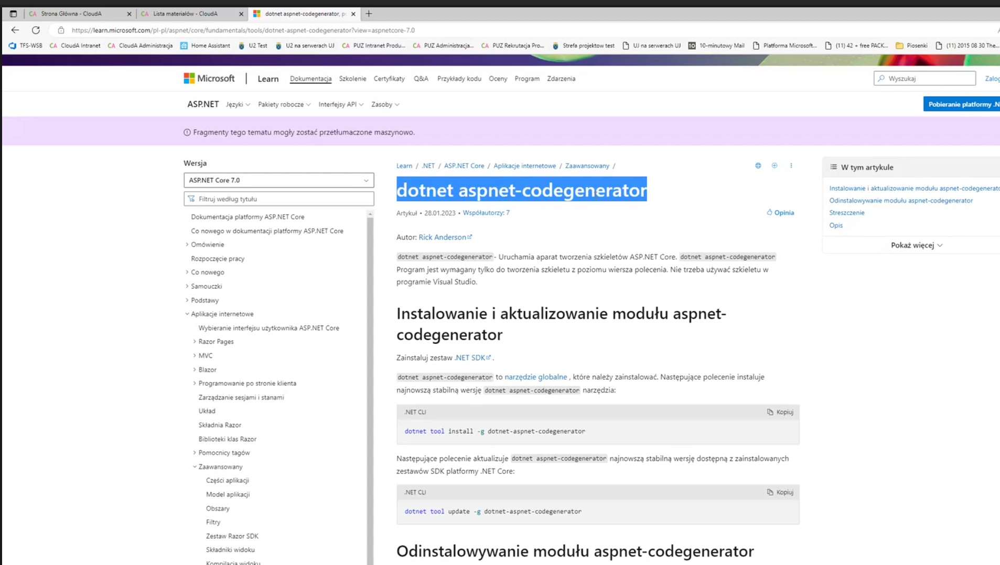 Strona Główna - CloudA
Lista materiałów - CloudA
dotnet aspnet-codegenerator, po
https://learn.microsoft.com/pl-pl/aspnet/core/fundamentals/tools/dotnet-aspnet-codegenerator?view=aspnetcore-7.0
TFS-WSB CloudA Intranet CloudA Administracja Home Assistant U2 Test U2 na serwerach UJ PUZ Intranet Produ... PUZ Administracja... PUZ Rekrutacja Pro... Strefa projektow test UJ na serwerach UJ 10-minutowy Mail Platforma Microsoft... (11) 42 + free PACK... Piosenki (11) 2015 08 30 The...
Microsoft Learn Dokumentacja Szkolenie Certyfikaty Q&A Przykłady kodu Oceny Program Zdarzenia Wyszukaj Zalog
ASP.NET Języki Pakiety robocze Interfejsy API Zasoby Pobieranie platformy .N
Fragmenty tego tematu mogły zostać przetłumaczone maszynowo.
Wersja
ASP.NET Core 7.0
Filtruj według tytułu
Dokumentacja platformy ASP.NET Core
Co nowego w dokumentacji platformy ASP.NET Core
Omówienie
Rozpoczęcie pracy
Co nowego
Samouczki
Podstawy
Aplikacje internetowe
Wybieranie interfejsu użytkownika ASP.NET Core
Razor Pages
MVC
Blazor
Programowanie po stronie klienta
Zarządzanie sesjami i stanami
Układ
Składnia Razor
Biblioteki klas Razor
Pomocnicy tagów
Zaawansowany
Części aplikacji
Model aplikacji
Obszary
Filtry
Zestaw Razor SDK
Składniki widoku
Kompilacja widoku
Learn / .NET / ASP.NET Core / Aplikacje internetowe / Zaawansowany /
dotnet aspnet-codegenerator
Artykuł • 28.01.2023 • Współautorzy: 7
Opinia
Autor: Rick Anderson
dotnet aspnet-codegenerator - Uruchamia aparat tworzenia szkieletów ASP.NET Core. dotnet aspnet-codegenerator
Program jest wymagany tylko do tworzenia szkieletu z poziomu wiersza polecenia. Nie trzeba używać szkieletu w
programie Visual Studio.
Instalowanie i aktualizowanie modułu aspnet-
codegenerator
Zainstaluj zestaw .NET SDK .
dotnet aspnet-codegenerator to narzędzie globalne , które należy zainstalować. Następujące polecenie instaluje
najnowszą stabilną wersję dotnet aspnet-codegenerator narzędzia:
.NET CLI Kopiuj
dotnet tool install -g dotnet-aspnet-codegenerator
Następujące polecenie aktualizuje dotnet aspnet-codegenerator najnowszą stabilną wersję dostępną z zainstalowanych
zestawów SDK platformy .NET Core:
.NET CLI Kopiuj
dotnet tool update -g dotnet-aspnet-codegenerator
Odinstalowywanie modułu aspnet-codegenerator
W tym artykule
Instalowanie i aktualizowanie modułu aspnet-codegenerato
Odinstalowywanie modułu aspnet-codegenerator
Streszczenie
Opis
Pokaż więcej